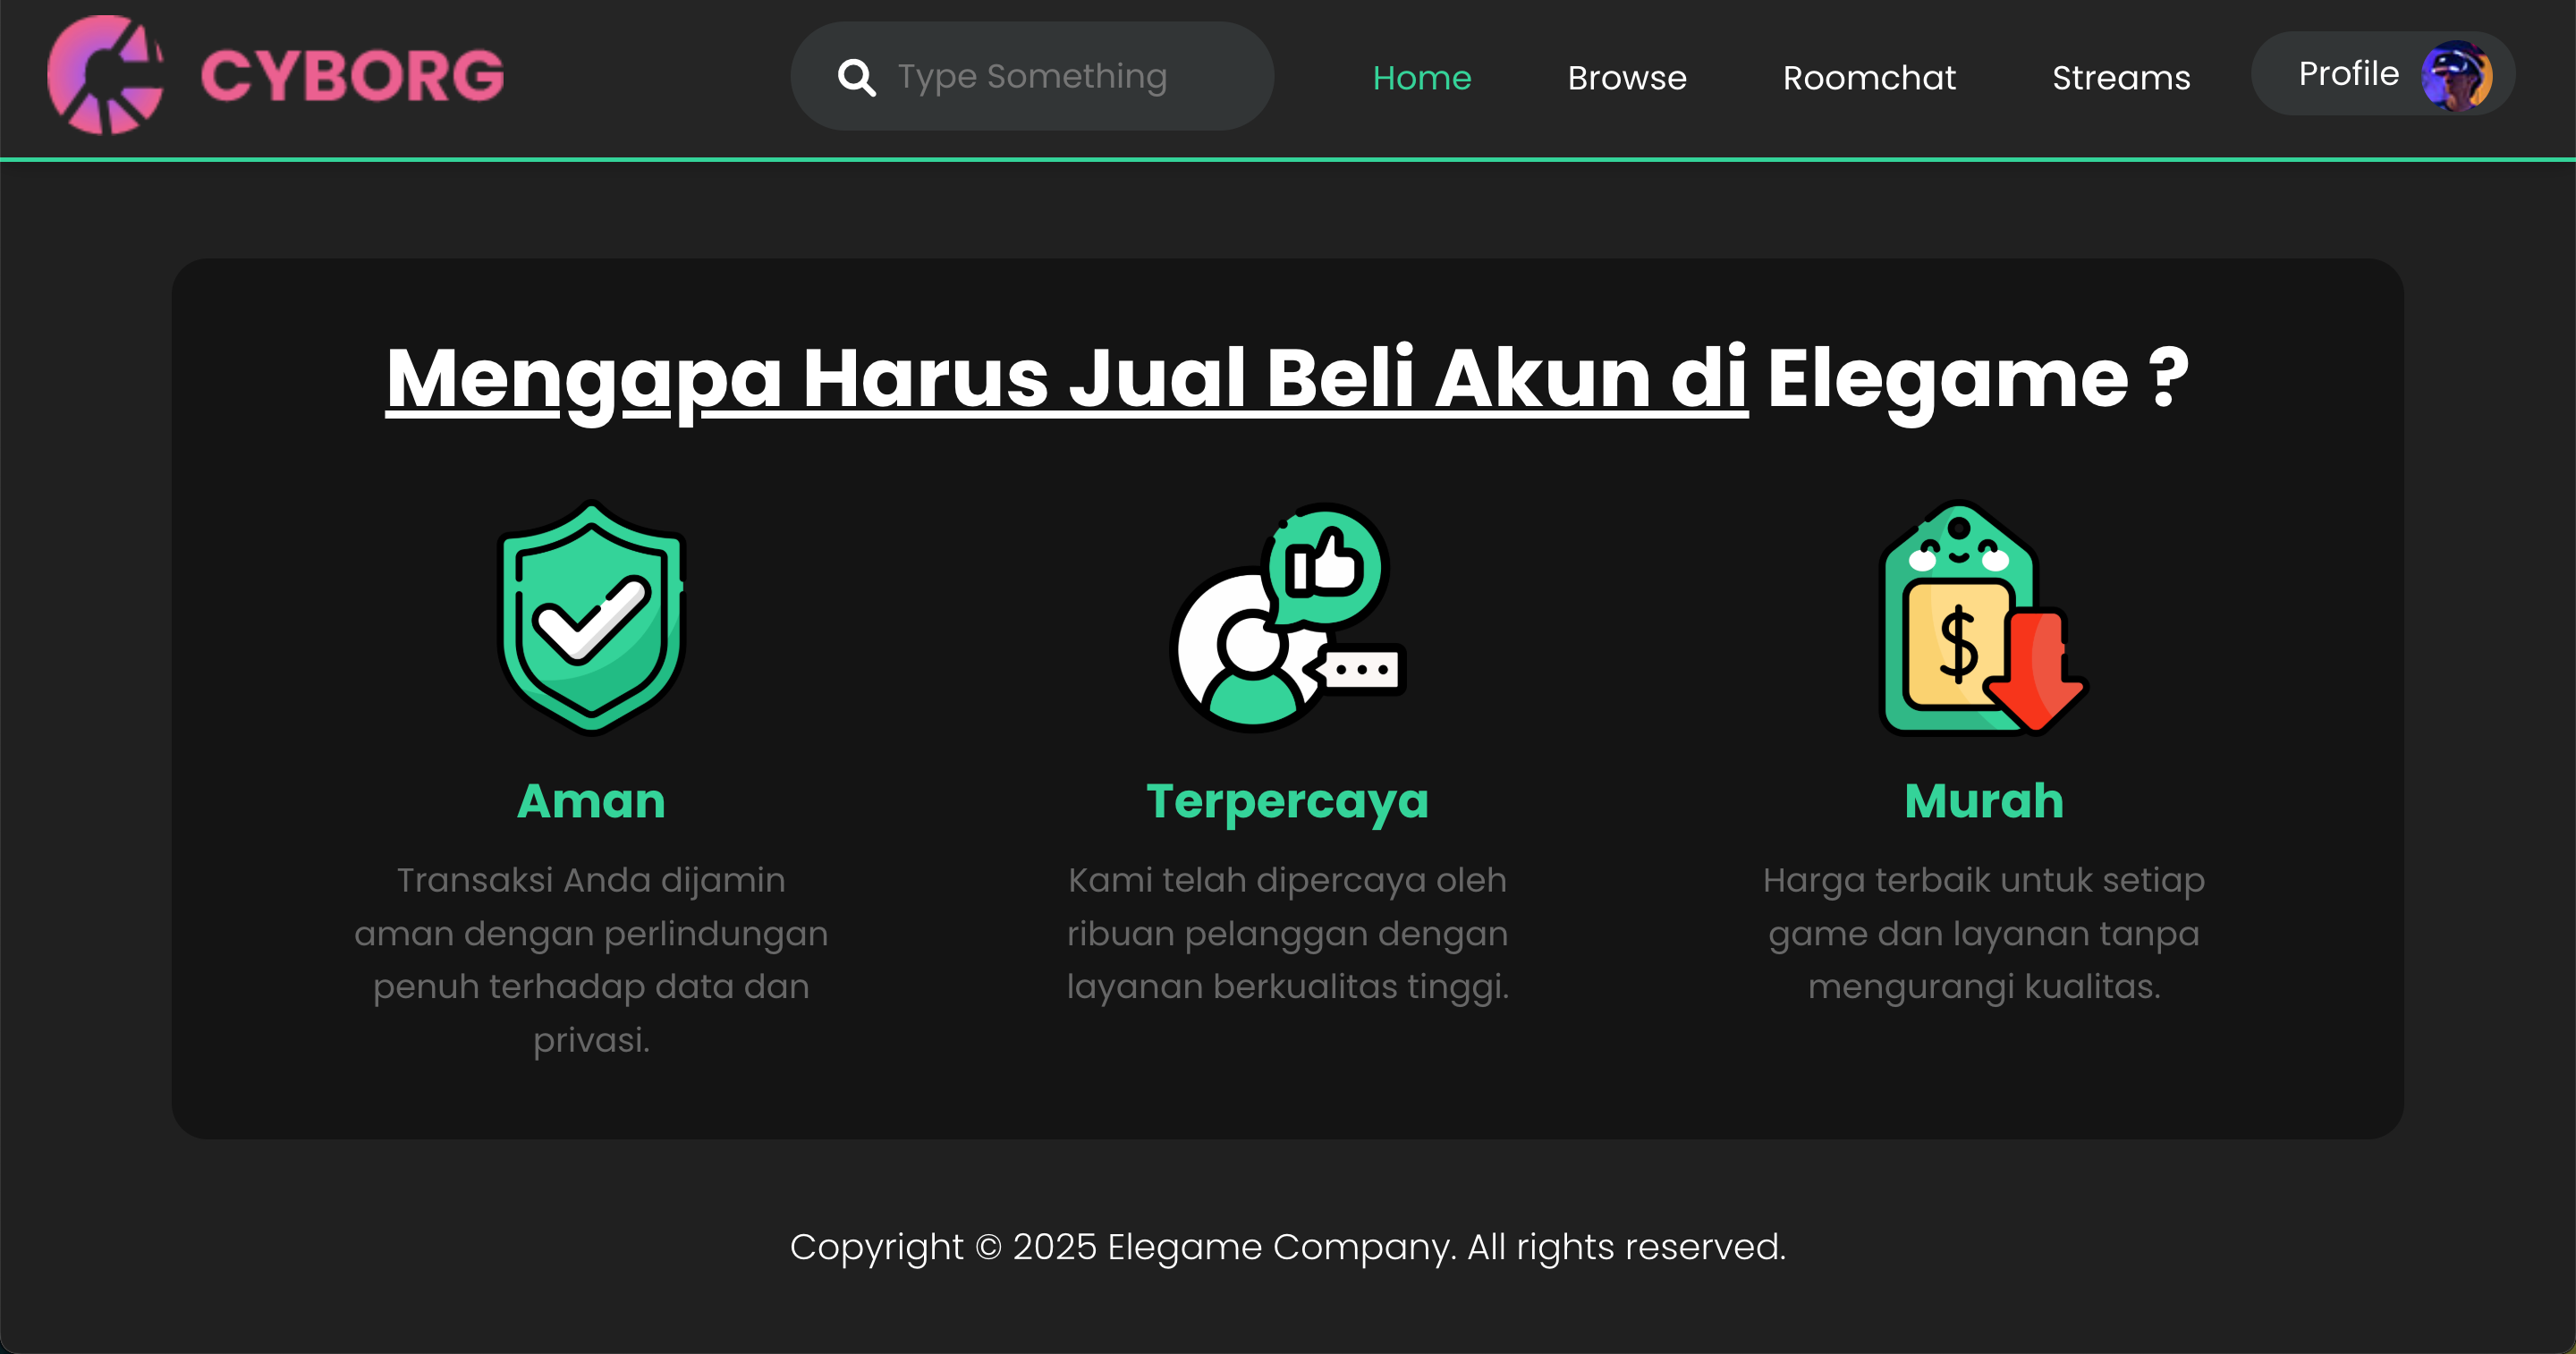 CYBORG
Type Something
Home
Browse
Roomchat
Streams
Profile
Mengapa Harus Jual Beli Akun di Elegame ?
$
Aman
Transaksi Anda dijamin
aman dengan perlindungan
penuh terhadap data dan
privasi.
Terpercaya
Kami telah dipercaya oleh
ribuan pelanggan dengan
layanan berkualitas tinggi.
Murah
Harga terbaik untuk setiap
game dan layanan tanpa
mengurangi kualitas.
Copyright © 2025 Elegame Company. All rights reserved.